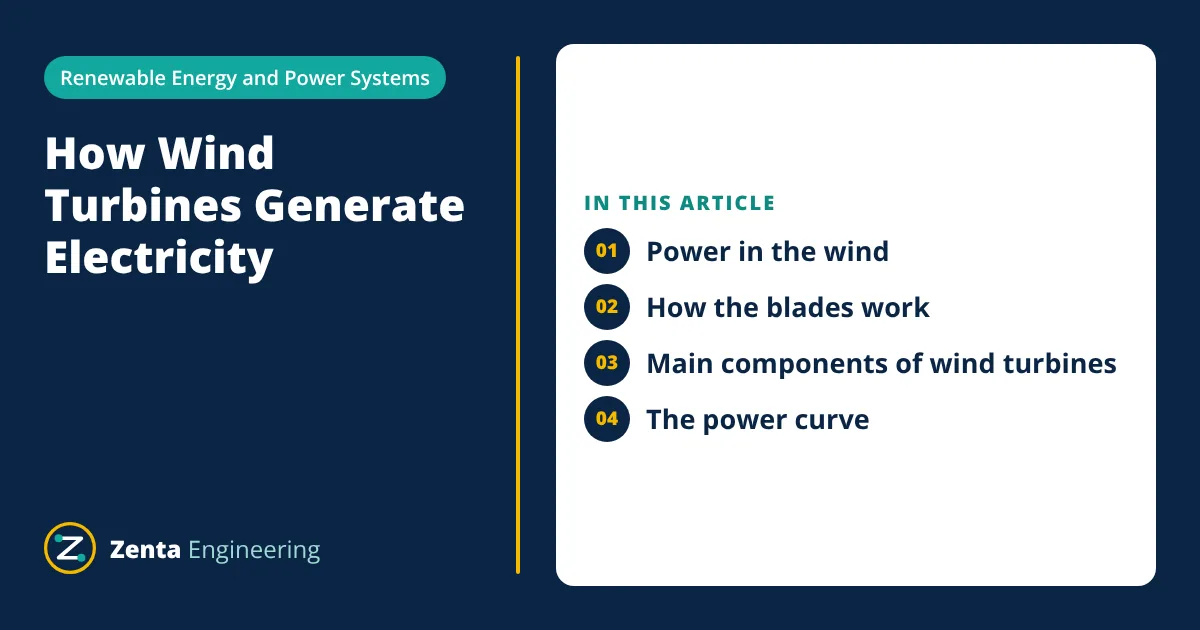 Renewable Energy and Power Systems
How Wind
Turbines Generate
Electricity
Zenta Engineering
IN THIS ARTICLE
01 Power in the wind
02 How the blades work
03 Main components of wind turbines
04 The power curve